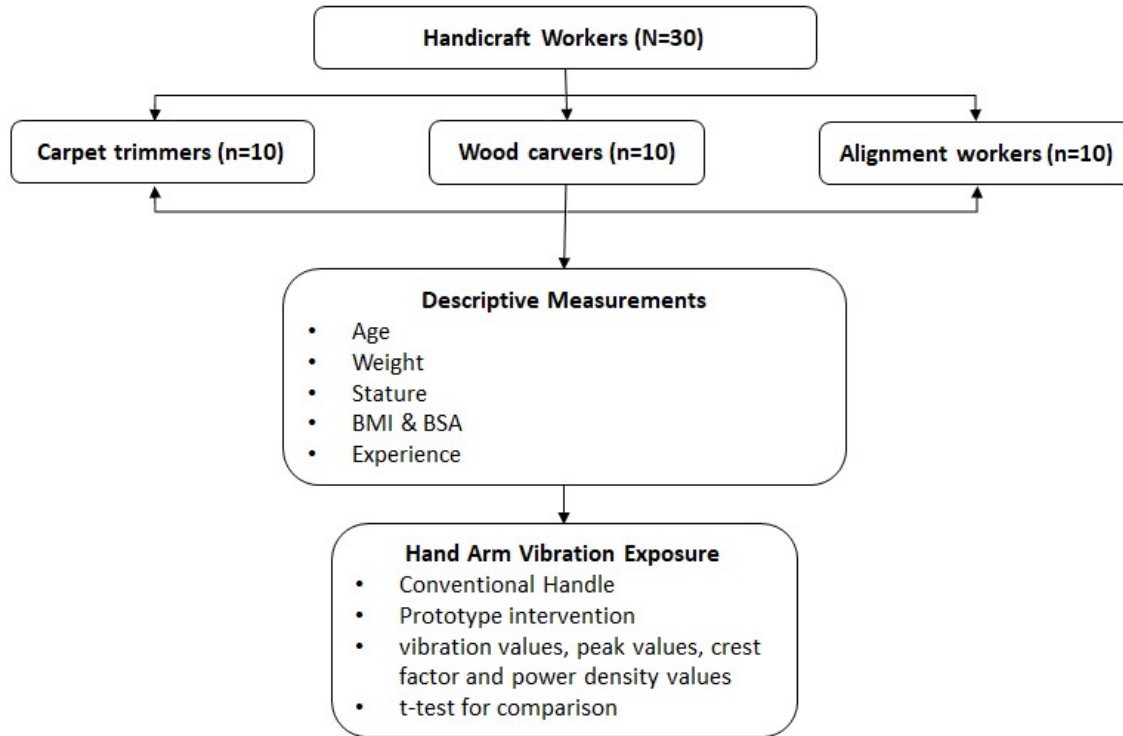 Handicraft Workers (N=30)
Carpet trimmers (n=10)
Wood carvers (n=10)
Alignment workers (n=10)
Descriptive Measurements
• Age
• Weight
• Stature
• BMI & BSA
• Experience
Hand Arm Vibration Exposure
• Conventional Handle
• Prototype intervention
• vibration values, peak values, crest
factor and power density values
• t-test for comparison